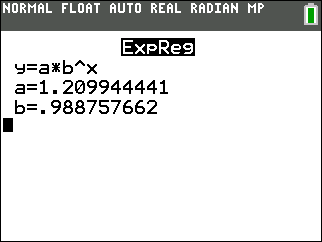 NORMAL FLOAT AUTO REAL RADIAN MP
ExpReg
y=a*b^x
a=1.209944441
b=.988757662